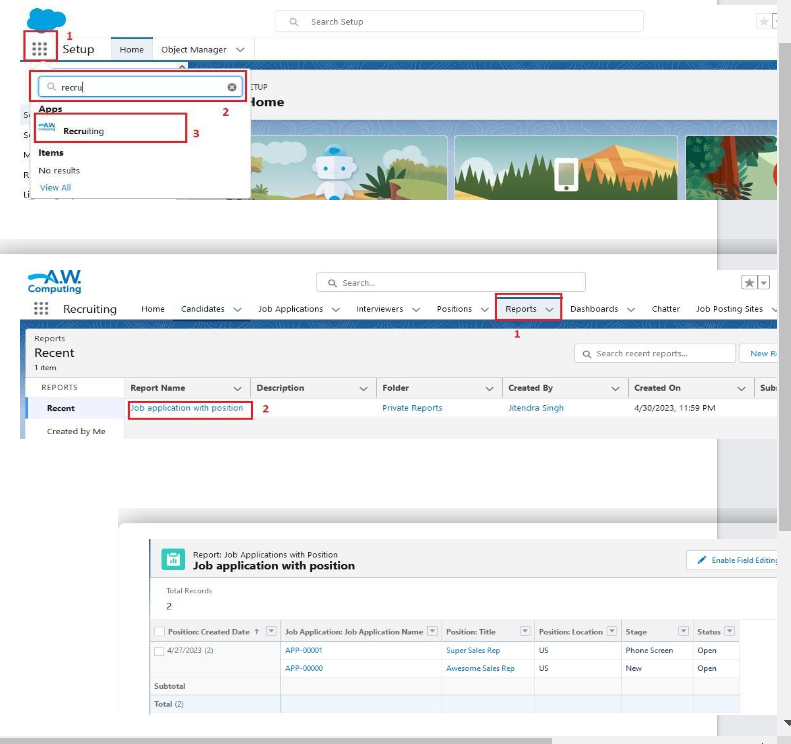 Search Setup
1
Setup Home Object Manager
recru
SETUP
2
Home
Apps
Recruiting
3
Items
No results
View All
A.W.
Computing
Search...
Recruiting Home Candidates Job Applications Interviewers Positions Reports Dashboards Chatter Job Posting Sites
1
Reports
Recent
1 item
Search recent reports...
New R
REPORTS
Report Name Description Folder Created By Created On Subs
Recent
Job application with position
2
Private Reports Jitendra Singh 4/30/2023, 11:59 PM
Created by Me
Report: Job Applications with Position
Job application with position
Enable Field Editing
Total Records
2
Position: Created Date ↑ Job Application: Job Application Name Position: Title Position: Location Stage Status
4/27/2023 (2) APP-00001 Super Sales Rep US Phone Screen Open
APP-00000 Awesome Sales Rep US New Open
Subtotal
Total (2)